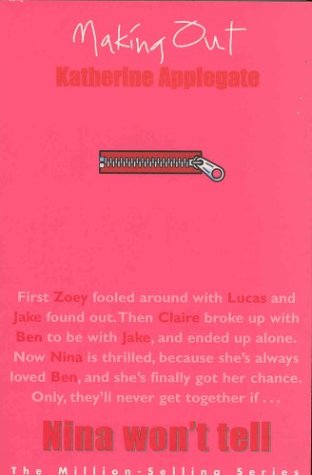 Making Out
Katherine Applegate
First Zoey fooled around with Lucas and
Jake found out. Then Claire broke up with
Ben to be with Jake, and ended up alone.
Now Nina is thrilled, because she's always
loved Ben, and she's finally got her chance.
Only, they'll never get together if . . .
Nina won't tell
The Million-Selling Series